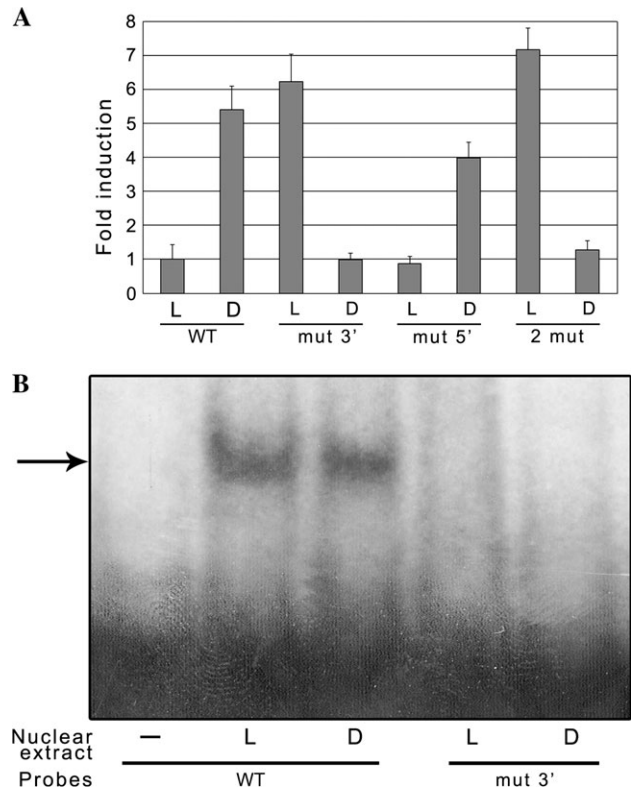 A
Fold induction
8
7
6
5
4
3
2
1
0
L D L D L D L D
WT mut 3’ mut 5’ 2 mut
B
Nuclear extract – L D L D
Probes WT mut 3’